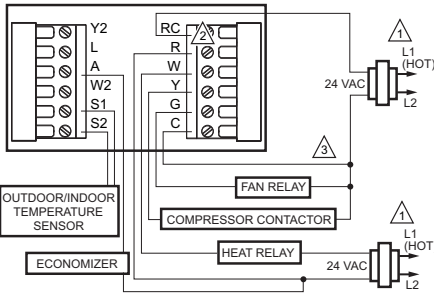 Y2
L
A
W2
S1
S2
RC
R
W
Y
G
C
2
1
L1
(HOT)
24 VAC
L2
3
FAN RELAY
OUTDOOR/INDOOR
TEMPERATURE
SENSOR
COMPRESSOR CONTACTOR
1
L1
(HOT
HEAT RELAY
ECONOMIZER
24 VAC
L2